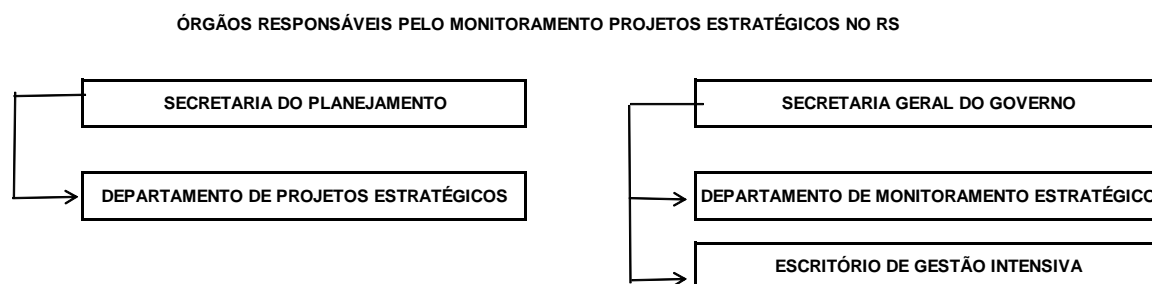 ÓRGÃOS RESPONSÁVEIS PELO MONITORAMENTO PROJETOS ESTRATÉGICOS NO RS
SECRETARIA DO PLANEJAMENTO
SECRETARIA GERAL DO GOVERNO
DEPARTAMENTO DE PROJETOS ESTRATÉGICOS
DEPARTAMENTO DE MONITORAMENTO ESTRATÉGICO
ESCRITÓRIO DE GESTÃO INTENSIVA